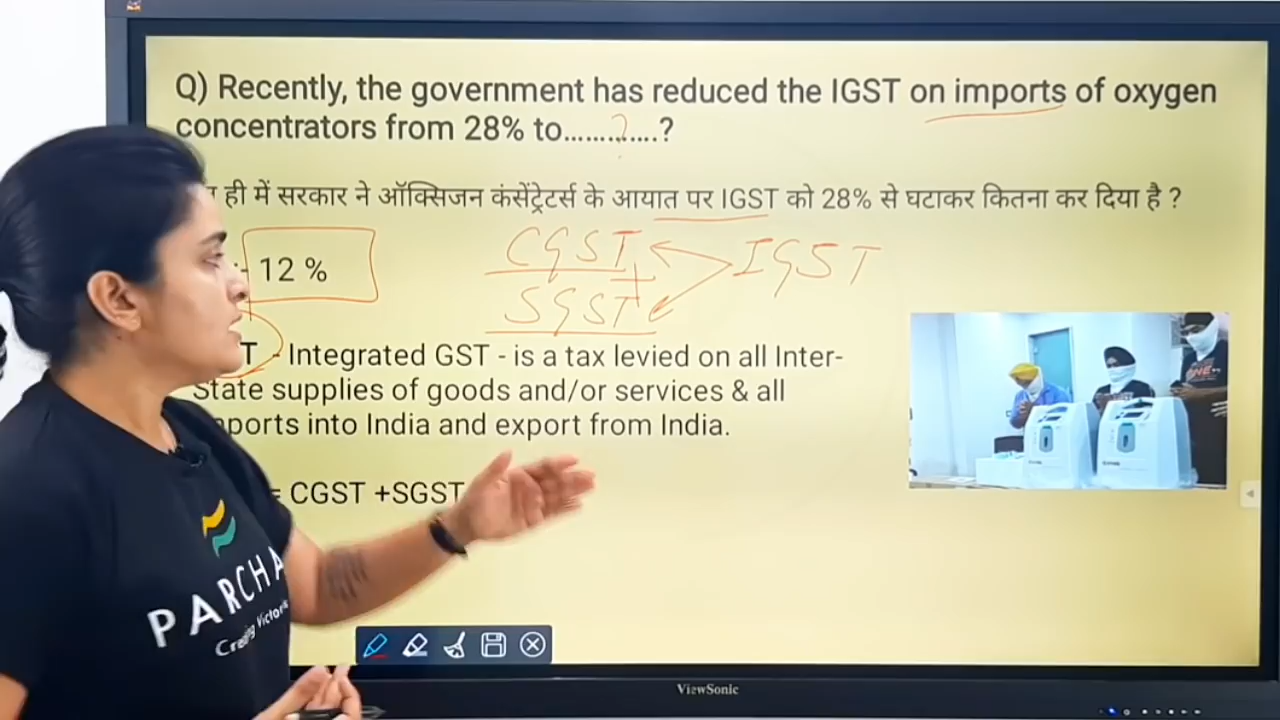 Q) Recently, the government has reduced the IGST on imports of oxygen
concentrators from 28% to.............?
?
ही में सरकार ने ऑक्सिजन कंसेंट्रेटर्स के आयात पर IGST को 28% से घटाकर कितना कर दिया है ?
CGST
IGST
+
SGST
12 %
T - Integrated GST - is a tax levied on all Inter-
State supplies of goods and/or services & all
ports into India and export from India.
= CGST +SGST
PARCHA
Creating Victori
ViewSonic